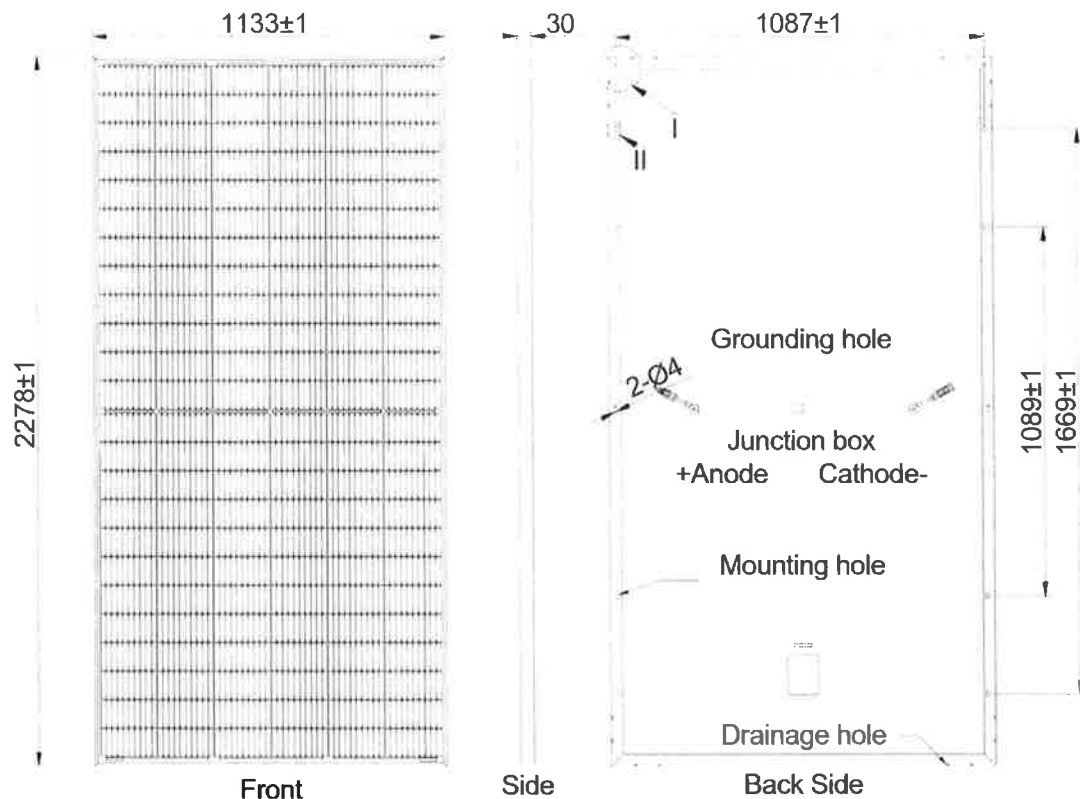 1133±1
30
1087±1
I
II
2278±1
Grounding hole
2-Ø4
1089±1
1669±1
Junction box
+Anode Cathode-
Mounting hole
Drainage hole
Front
Side
Back Side